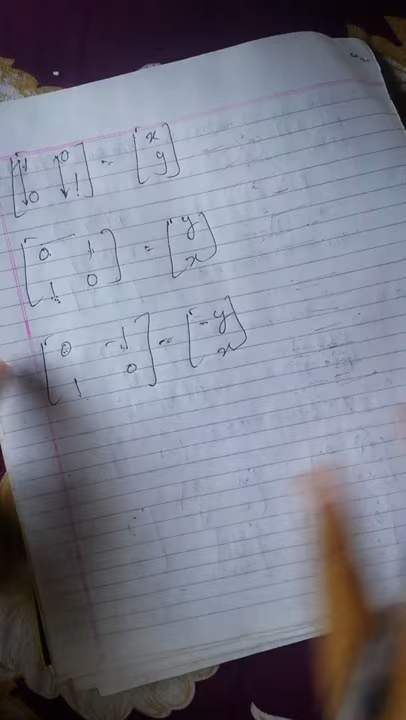 [1 0 = [x
0 1] y]
[0 1 = [y
1 0] x]
[0 -1 = [-y
1 0] x]